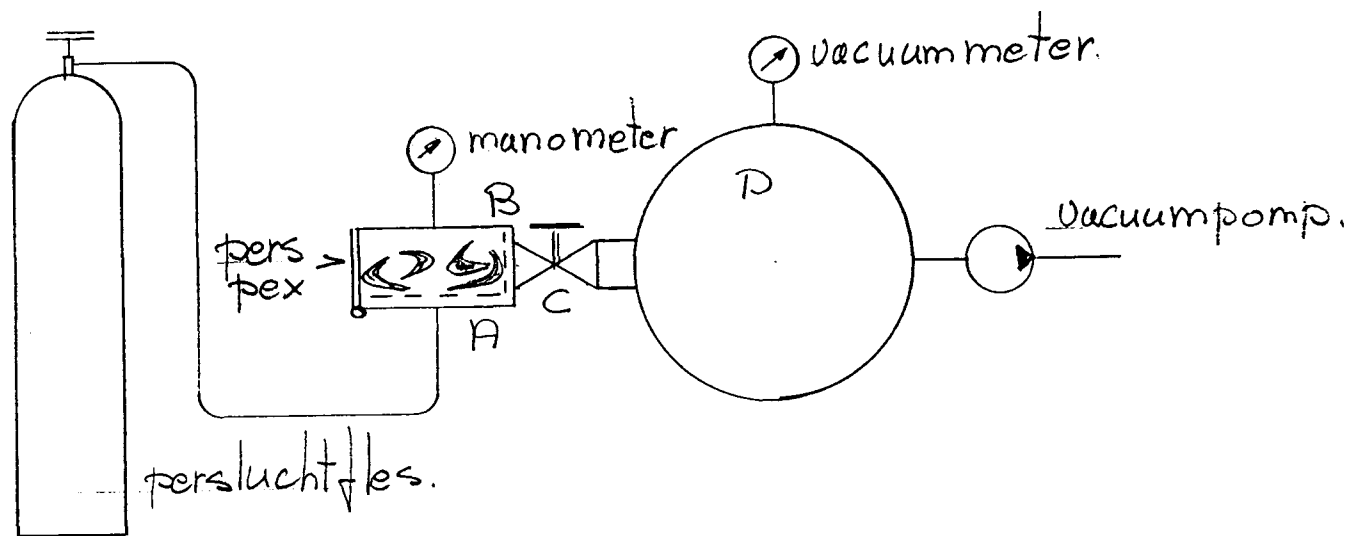 vacuummeter.
manometer
D
B
vacuumpomp.
pers >
pex
C
A
persluchtfles.